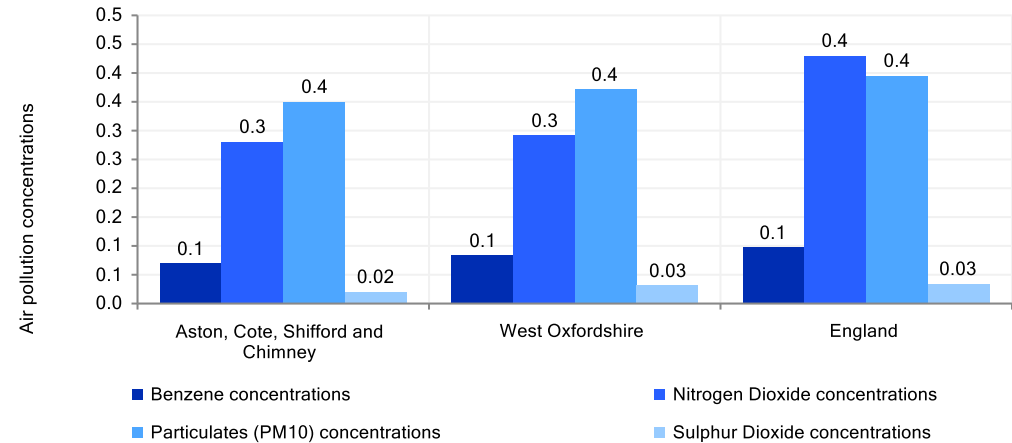 Air pollution concentrations
0.5
0.5
0.4
0.4
0.3
0.3
0.2
0.2
0.1
0.1
0.0
0.1
0.3
0.4
0.02
0.1
0.3
0.4
0.03
0.1
0.4
0.4
0.03
Aston, Cote, Shifford and
Chimney
West Oxfordshire
England
Benzene concentrations
Nitrogen Dioxide concentrations
Particulates (PM10) concentrations
Sulphur Dioxide concentrations